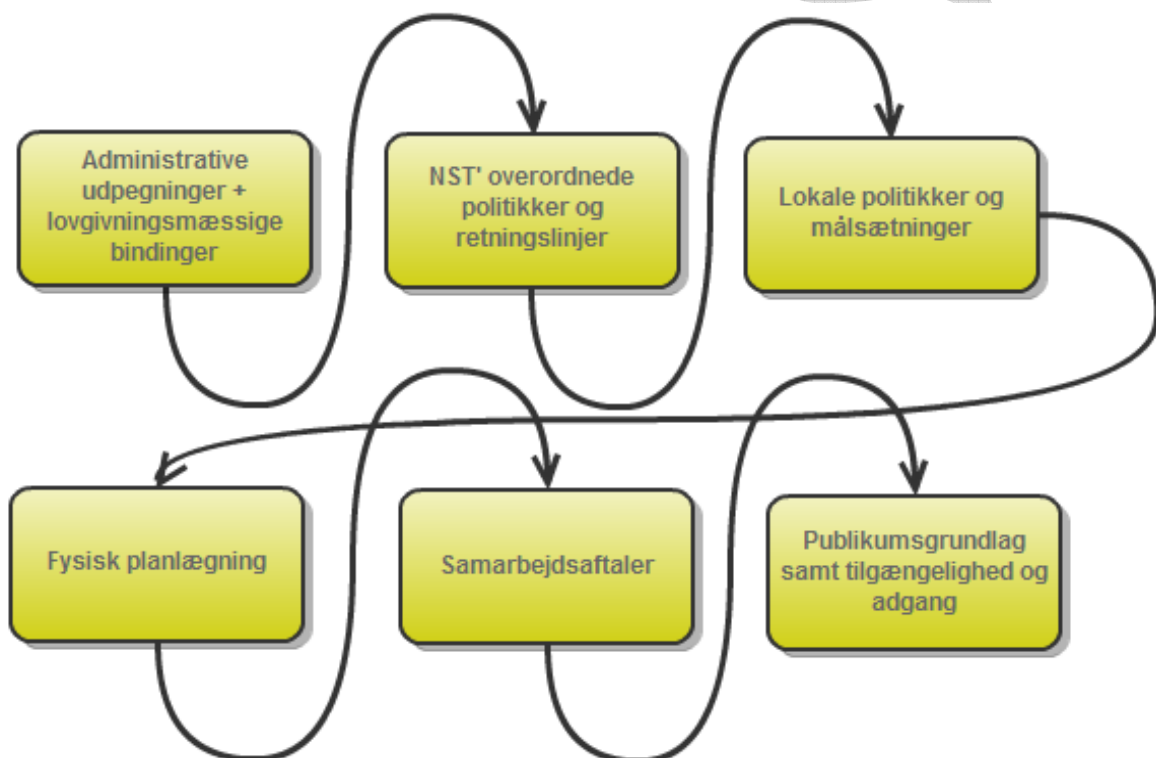 Administrative
udpegninger +
lovgivningsmæssige
bindinger
NST' overordnede
politikker og
retningslinjer
Lokale politikker og
målsætninger
Fysisk planlægning
Samarbejdsaftaler
Publikumsgrundlag
samt tilgængelighed og
adgang